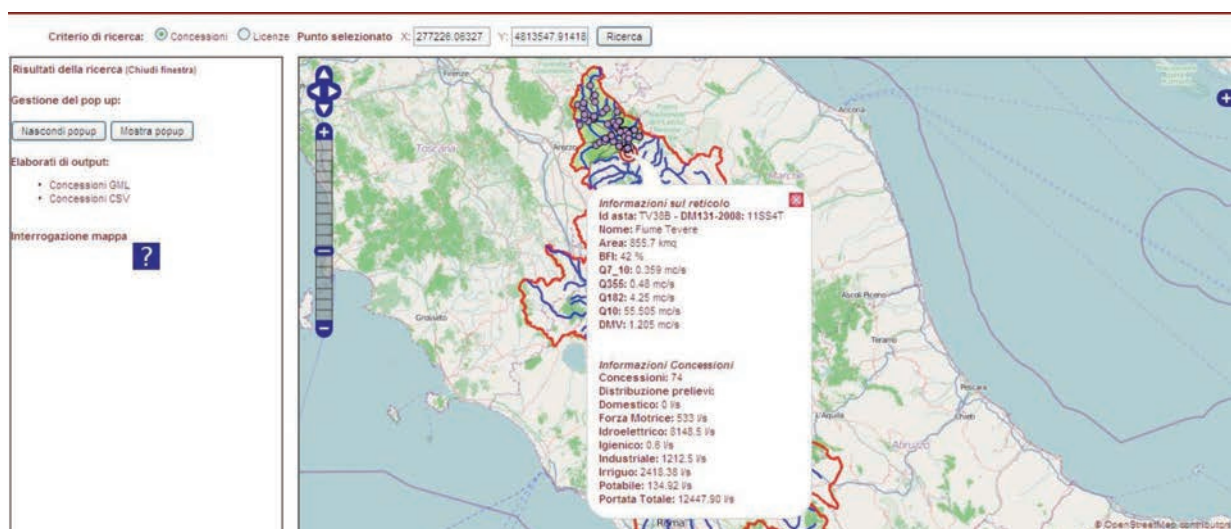 Criterio di ricerca: Concessioni Licenze Punto selezionato X: 277226.06327 Y: 4813547.91418 Ricerca
Risultati della ricerca (Chiudi finestra)
Gestione del pop up:
Nascondi popup Mostra popup
Elaborati di output:
• Concessioni GML
• Concessioni CSV
Interrogazione mappa
?
Firenze
Ancona
Arezzo
Toscana
Marche
Grosseto
Ascoli Piceno
Teramo
Pescara
Chieti
L'Aquila
Abruzzo
Roma
Informazioni sul reticolo
Id asta: TV38B - DM131-2008: 11SS4T
Nome: Fiume Tevere
Area: 855.7 kmq
BFI: 42 %
Q7_10: 0.359 mc/s
Q355: 0.48 mc/s
Q182: 4.25 mc/s
Q10: 55.505 mc/s
DMV: 1.205 mc/s
Informazioni Concessioni
Concessioni: 74
Distribuzione prelievi:
Domestico: 0 l/s
Forza Motrice: 533 l/s
Idroelettrico: 8148.5 l/s
Igienico: 0.6 l/s
Industriale: 1212.5 l/s
Irriguo: 2418.38 l/s
Potabile: 134.92 l/s
Portata Totale: 12447.90 l/s
© OpenStreetMap contributors